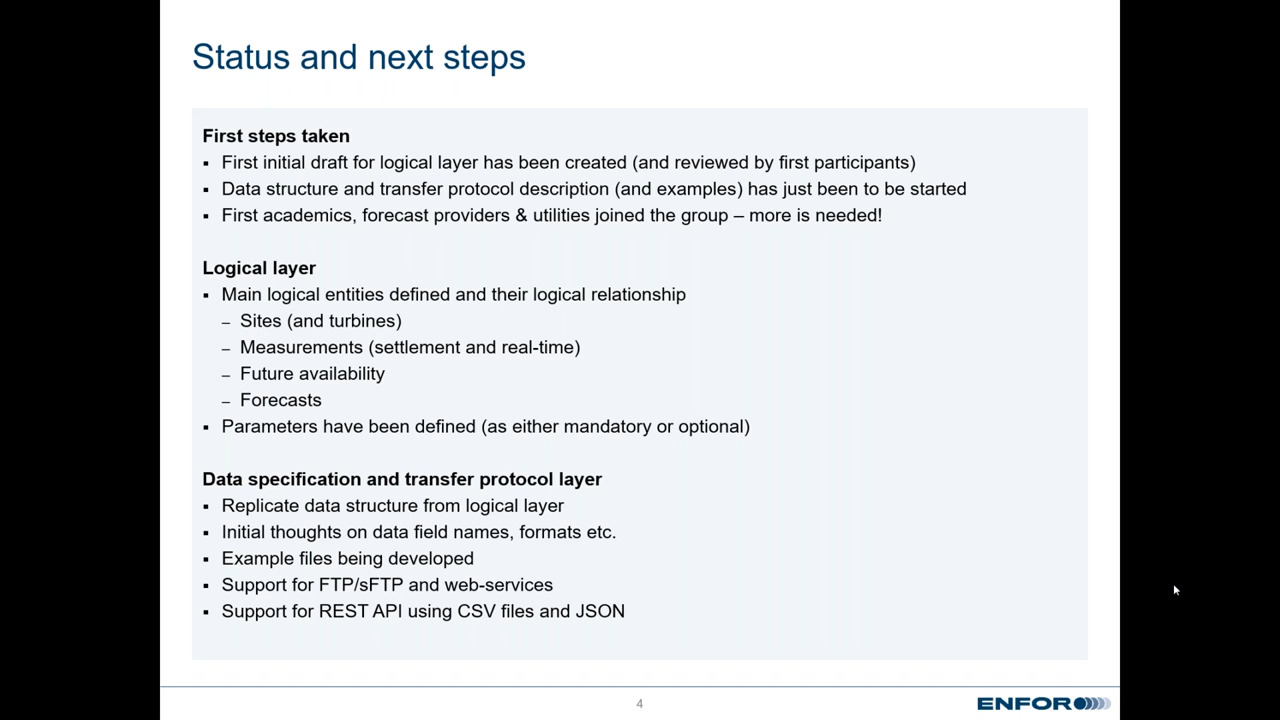 Status and next steps
First steps taken
▪ First initial draft for logical layer has been created (and reviewed by first participants)
▪ Data structure and transfer protocol description (and examples) has just been to be started
▪ First academics, forecast providers & utilities joined the group – more is needed!
Logical layer
▪ Main logical entities defined and their logical relationship
– Sites (and turbines)
– Measurements (settlement and real-time)
– Future availability
– Forecasts
▪ Parameters have been defined (as either mandatory or optional)
Data specification and transfer protocol layer
▪ Replicate data structure from logical layer
▪ Initial thoughts on data field names, formats etc.
▪ Example files being developed
▪ Support for FTP/sFTP and web-services
▪ Support for REST API using CSV files and JSON
4
ENFOR